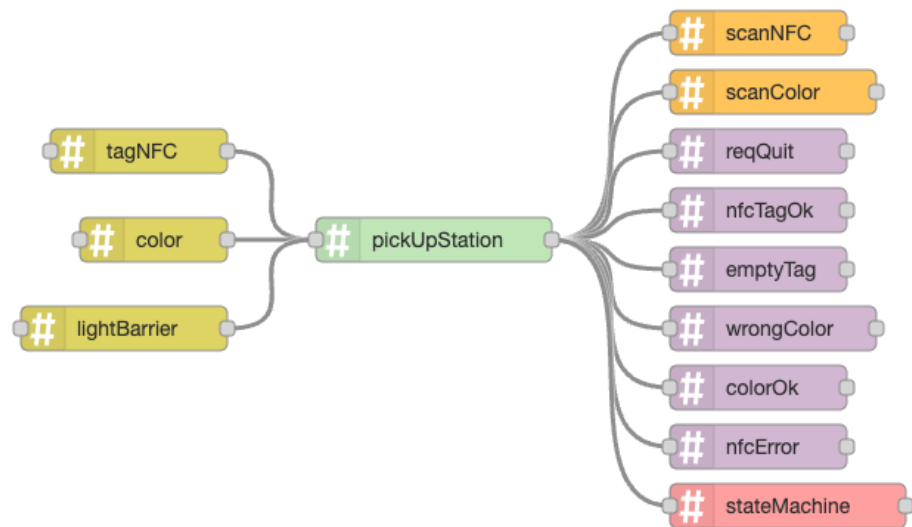 # tagNFC
# color
# lightBarrier
# pickUpStation
# scanNFC
# scanColor
# reqQuit
# nfcTagOk
# emptyTag
# wrongColor
# colorOk
# nfcError
# stateMachine